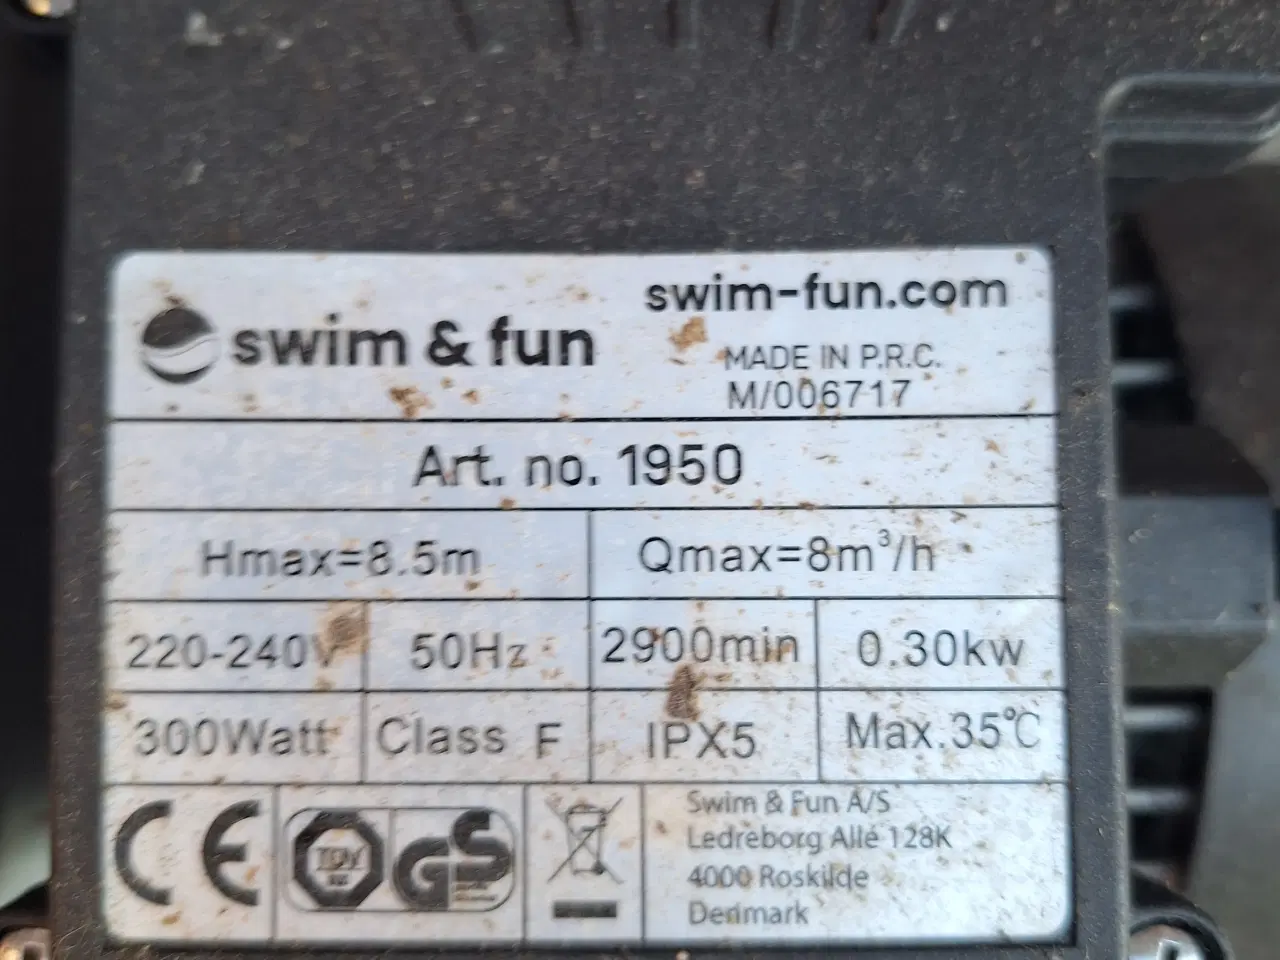 swim & fun
swim-fun.com
MADE IN P.R.C.
M/006717
Art. no. 1950
Hmax=8.5m
Qmax=8m³/h
220-240V
50Hz
2900min
0.30kw
300Watt
Class F
IPX5
Max.35℃
CE
TÜV
GS
Swim & Fun A/S
Ledreborg Allé 128K
4000 Roskilde
Denmark